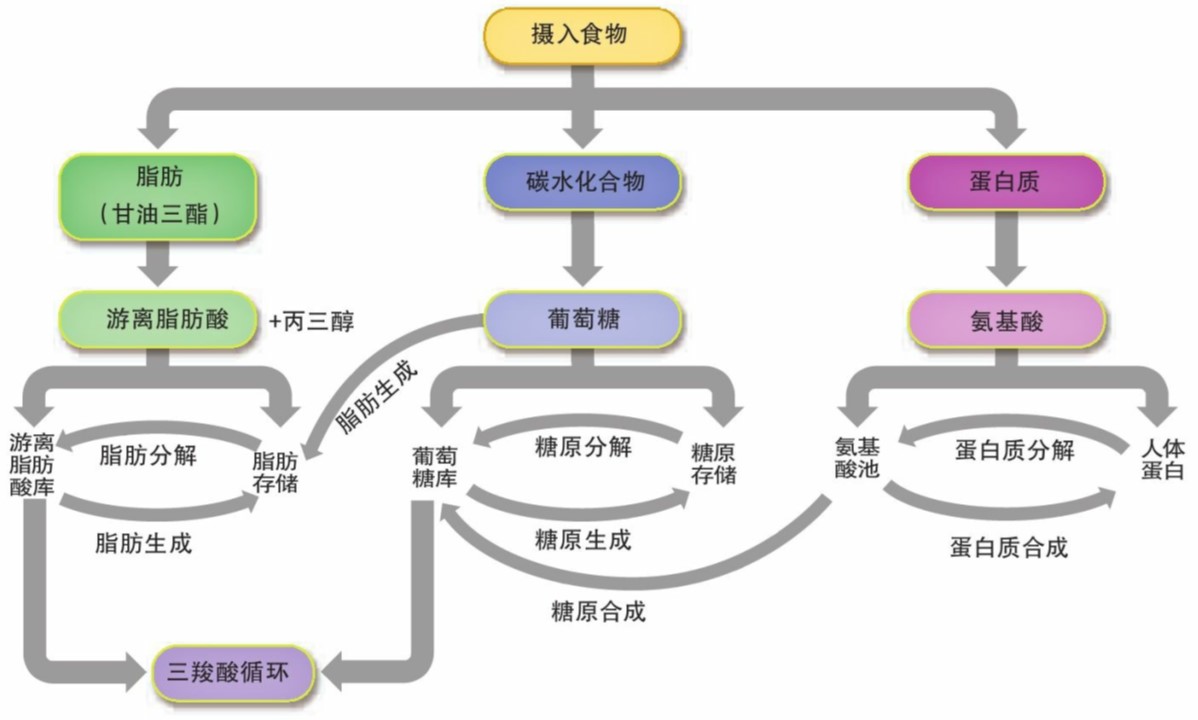 摄入食物
脂肪
（甘油三酯）
碳水化合物
蛋白质
游离脂肪酸
+丙三醇
葡萄糖
氨基酸
脂肪生成
游离
脂肪
酸库
脂肪分解
脂肪
存储
脂肪生成
葡萄
糖库
糖原分解
糖原
存储
糖原生成
糖原合成
氨基
酸池
蛋白质分解
人体
蛋白
蛋白质合成
三羧酸循环